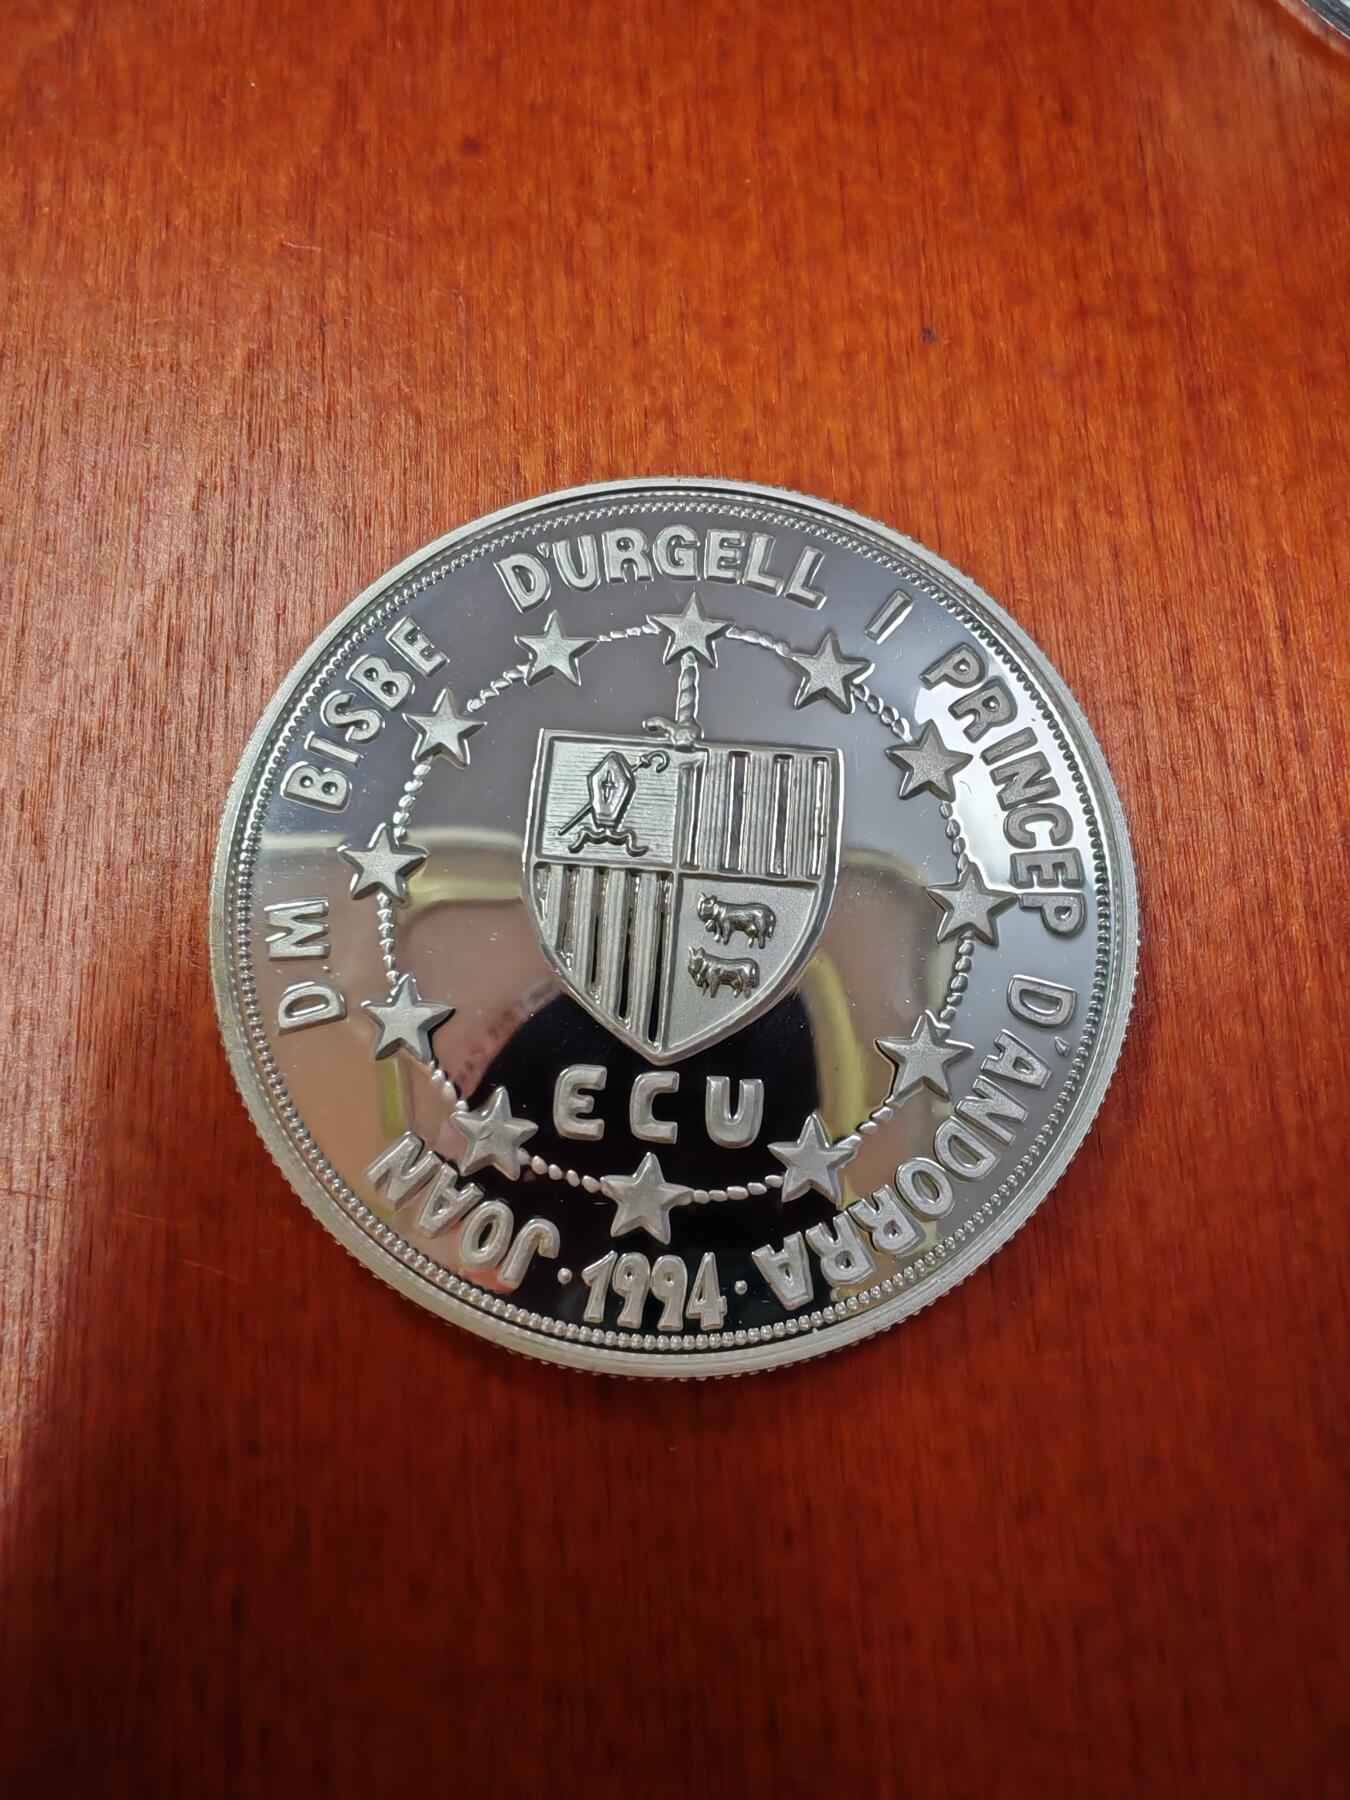 JOAN D.M BISBE D'URGELL I PRINCEP D'ANDORRA
ECU
·1994·